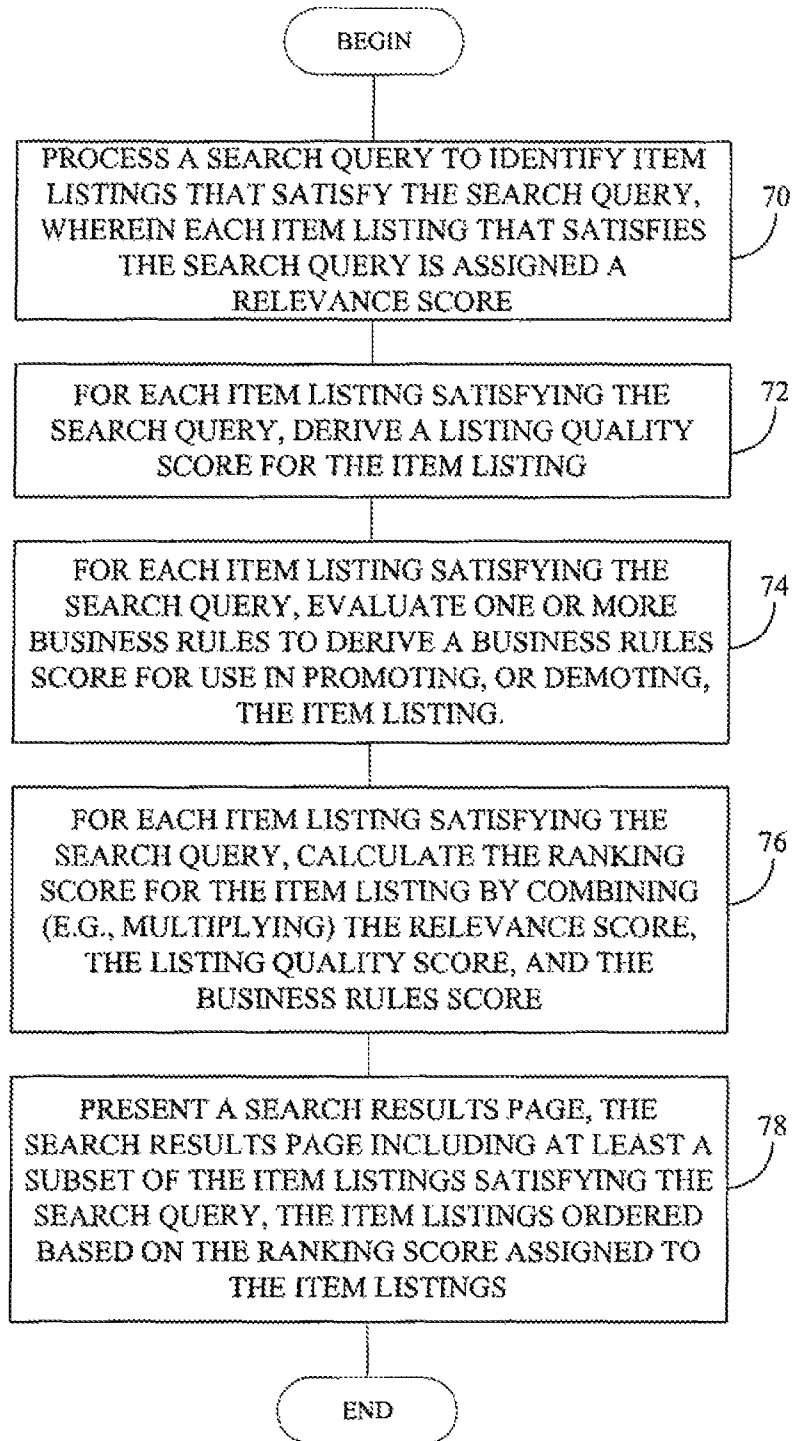 BEGIN
PROCESS A SEARCH QUERY TO IDENTIFY ITEM
LISTINGS THAT SATISFY THE SEARCH QUERY,
WHEREIN EACH ITEM LISTING THAT SATISFIES
THE SEARCH QUERY IS ASSIGNED A
RELEVANCE SCORE
70
FOR EACH ITEM LISTING SATISFYING THE
SEARCH QUERY, DERIVE A LISTING QUALITY
SCORE FOR THE ITEM LISTING
72
FOR EACH ITEM LISTING SATISFYING THE
SEARCH QUERY, EVALUATE ONE OR MORE
BUSINESS RULES TO DERIVE A BUSINESS RULES
SCORE FOR USE IN PROMOTING, OR DEMOTING,
THE ITEM LISTING.
74
FOR EACH ITEM LISTING SATISFYING THE
SEARCH QUERY, CALCULATE THE RANKING
SCORE FOR THE ITEM LISTING BY COMBINING
(E.G., MULTIPLYING) THE RELEVANCE SCORE,
THE LISTING QUALITY SCORE, AND THE
BUSINESS RULES SCORE
76
PRESENT A SEARCH RESULTS PAGE, THE
SEARCH RESULTS PAGE INCLUDING AT LEAST A
SUBSET OF THE ITEM LISTINGS SATISFYING THE
SEARCH QUERY, THE ITEM LISTINGS ORDERED
BASED ON THE RANKING SCORE ASSIGNED TO
THE ITEM LISTINGS
78
END